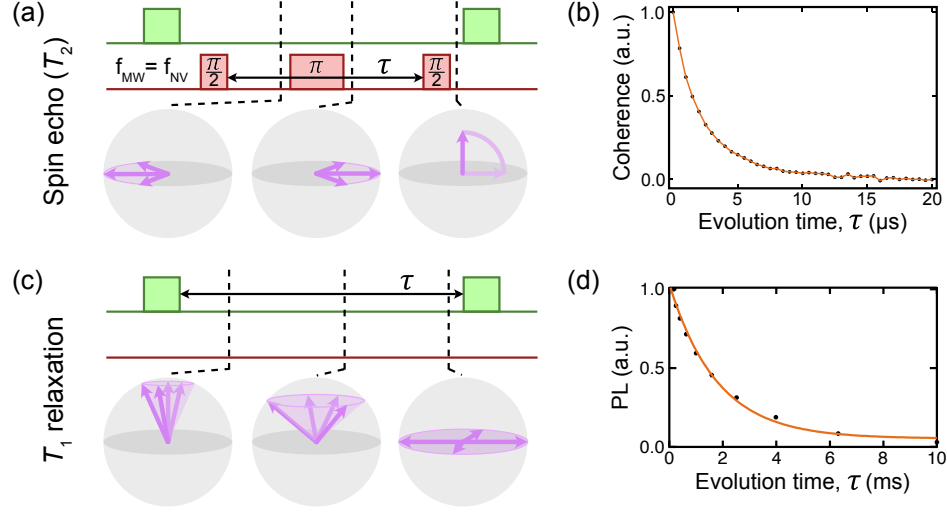 (a)
Spin echo (T2)
fMW = fNV
π/2
π
τ
π/2
(b)
Coherence (a.u.)
1.0
0.5
0.0
0 5 10 15 20
Evolution time, τ (µs)
(c)
T1 relaxation
τ
(d)
PL (a.u.)
1.0
0.5
0.0
0 2 4 6 8 10
Evolution time, τ (ms)